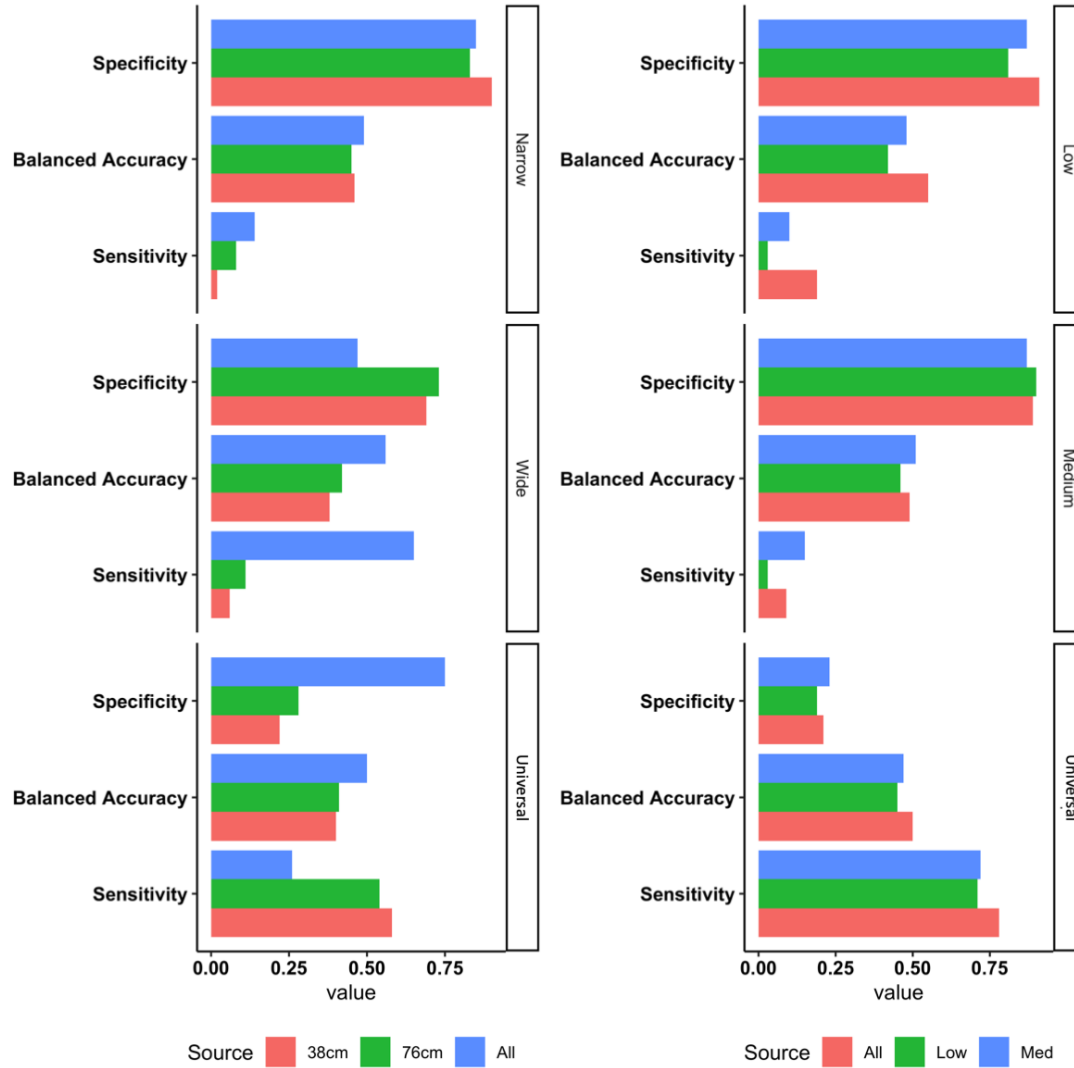 Specificity
Balanced Accuracy
Sensitivity
Narrow
Specificity
Balanced Accuracy
Sensitivity
Wide
Specificity
Balanced Accuracy
Sensitivity
Universal
0.00 0.25 0.50 0.75
value
Source 38cm 76cm All
Specificity
Balanced Accuracy
Sensitivity
Low
Specificity
Balanced Accuracy
Sensitivity
Medium
Specificity
Balanced Accuracy
Sensitivity
Universal
0.00 0.25 0.50 0.75
value
Source All Low Med